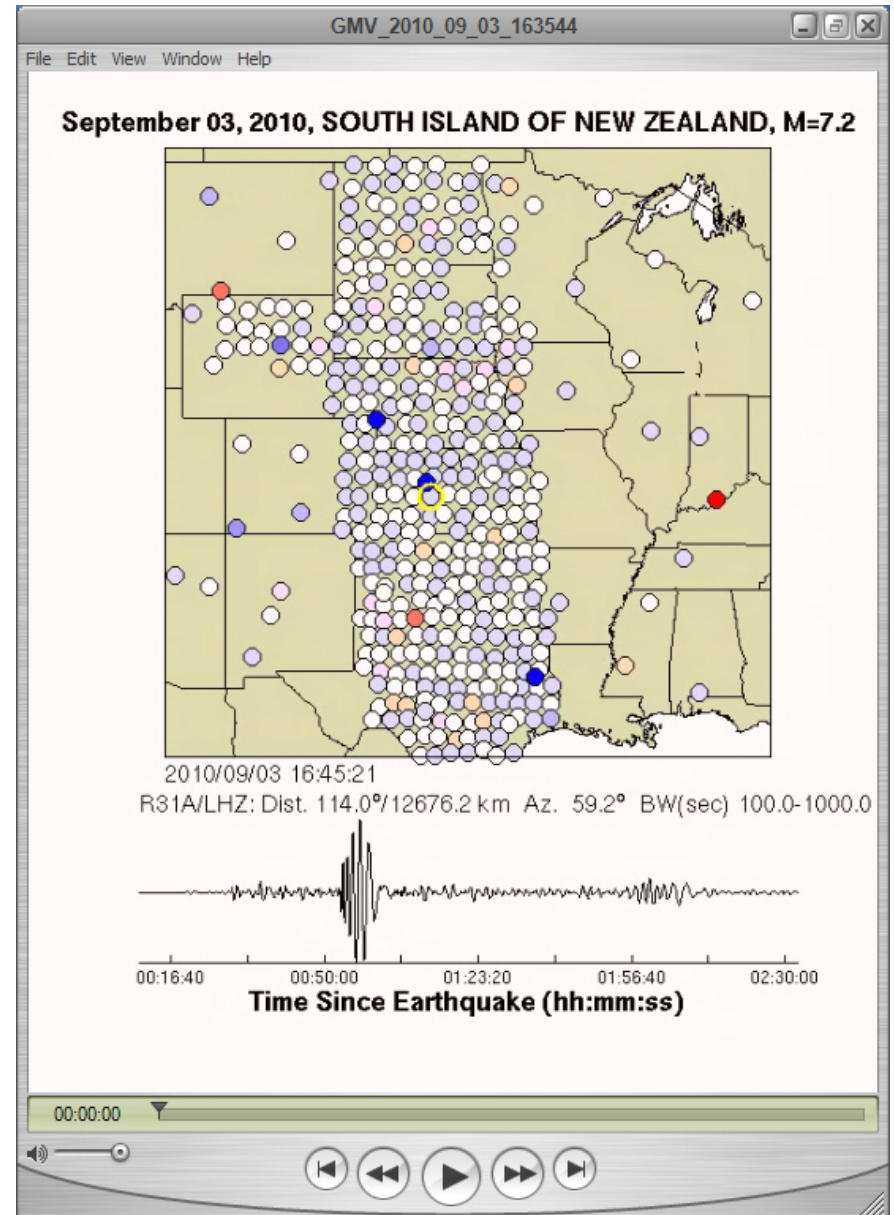 GMV_2010_09_03_163544
File Edit View Window Help
September 03, 2010, SOUTH ISLAND OF NEW ZEALAND, M=7.2
2010/09/03 16:45:21
R31A/LHZ: Dist. 114.0º/12676.2 km Az. 59.2º BW(sec) 100.0-1000.0
00:16:40 00:50:00 01:23:20 01:56:40 02:30:00
Time Since Earthquake (hh:mm:ss)
00:00:00